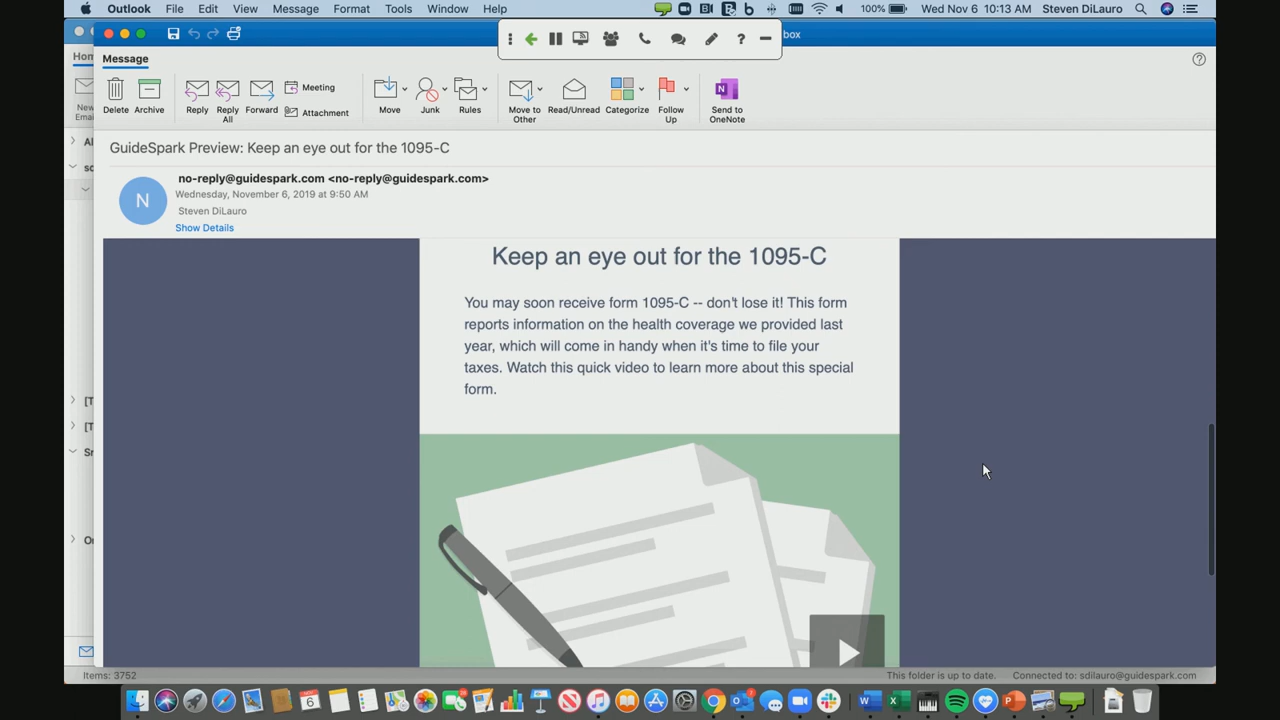 Outlook File Edit View Message Format Tools Window Help 100% Wed Nov 6 10:13 AM Steven DiLauro
box
Hom
Message
Delete Archive Reply Reply All Forward Meeting Attachment Move Junk Rules Move to Other Read/Unread Categorize Follow Up Send to OneNote
New
Email
GuideSpark Preview: Keep an eye out for the 1095-C
no-reply@guidespark.com <no-reply@guidespark.com>
Wednesday, November 6, 2019 at 9:50 AM
N
Steven DiLauro
Show Details
Keep an eye out for the 1095-C
You may soon receive form 1095-C -- don't lose it! This form
reports information on the health coverage we provided last
year, which will come in handy when it's time to file your
taxes. Watch this quick video to learn more about this special
form.
Items: 3752 This folder is up to date. Connected to: sdilauro@guidespark.com